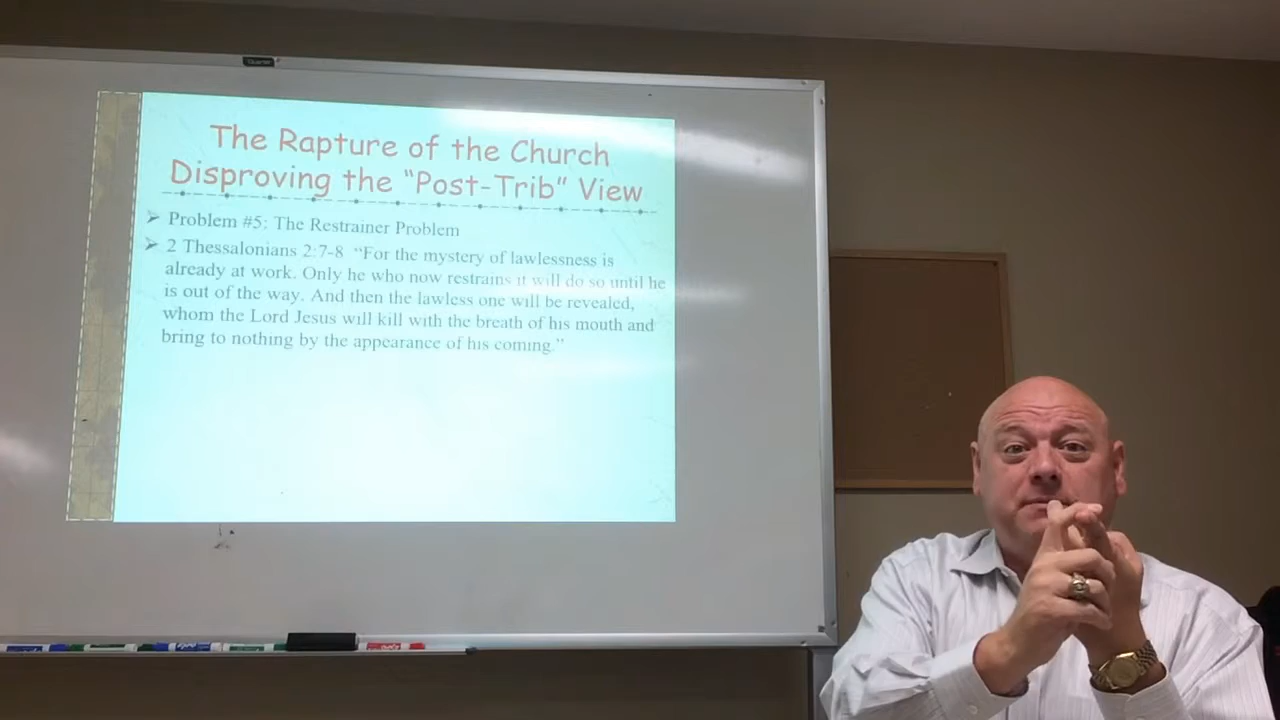 The Rapture of the Church
Disproving the “Post-Trib” View
Problem #5: The Restrainer Problem
2 Thessalonians 2:7-8 “For the mystery of lawlessness is
already at work. Only he who now restrains it will do so until he
is out of the way. And then the lawless one will be revealed,
whom the Lord Jesus will kill with the breath of his mouth and
bring to nothing by the appearance of his coming.”